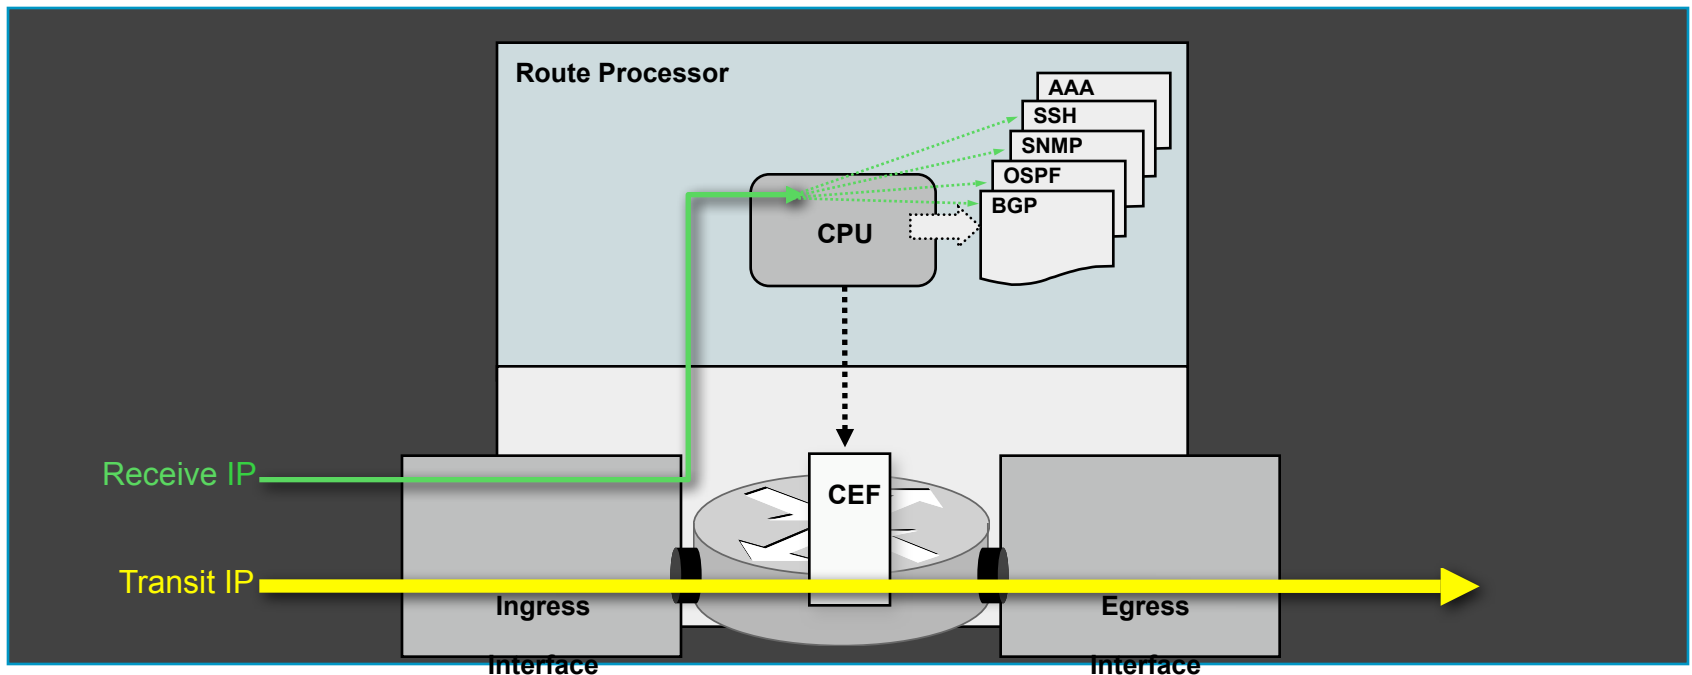 Route Processor
AAA
SSH
SNMP
OSPF
BGP
CPU
Receive IP
CEF
Transit IP
Ingress
Egress
Interface
Interface